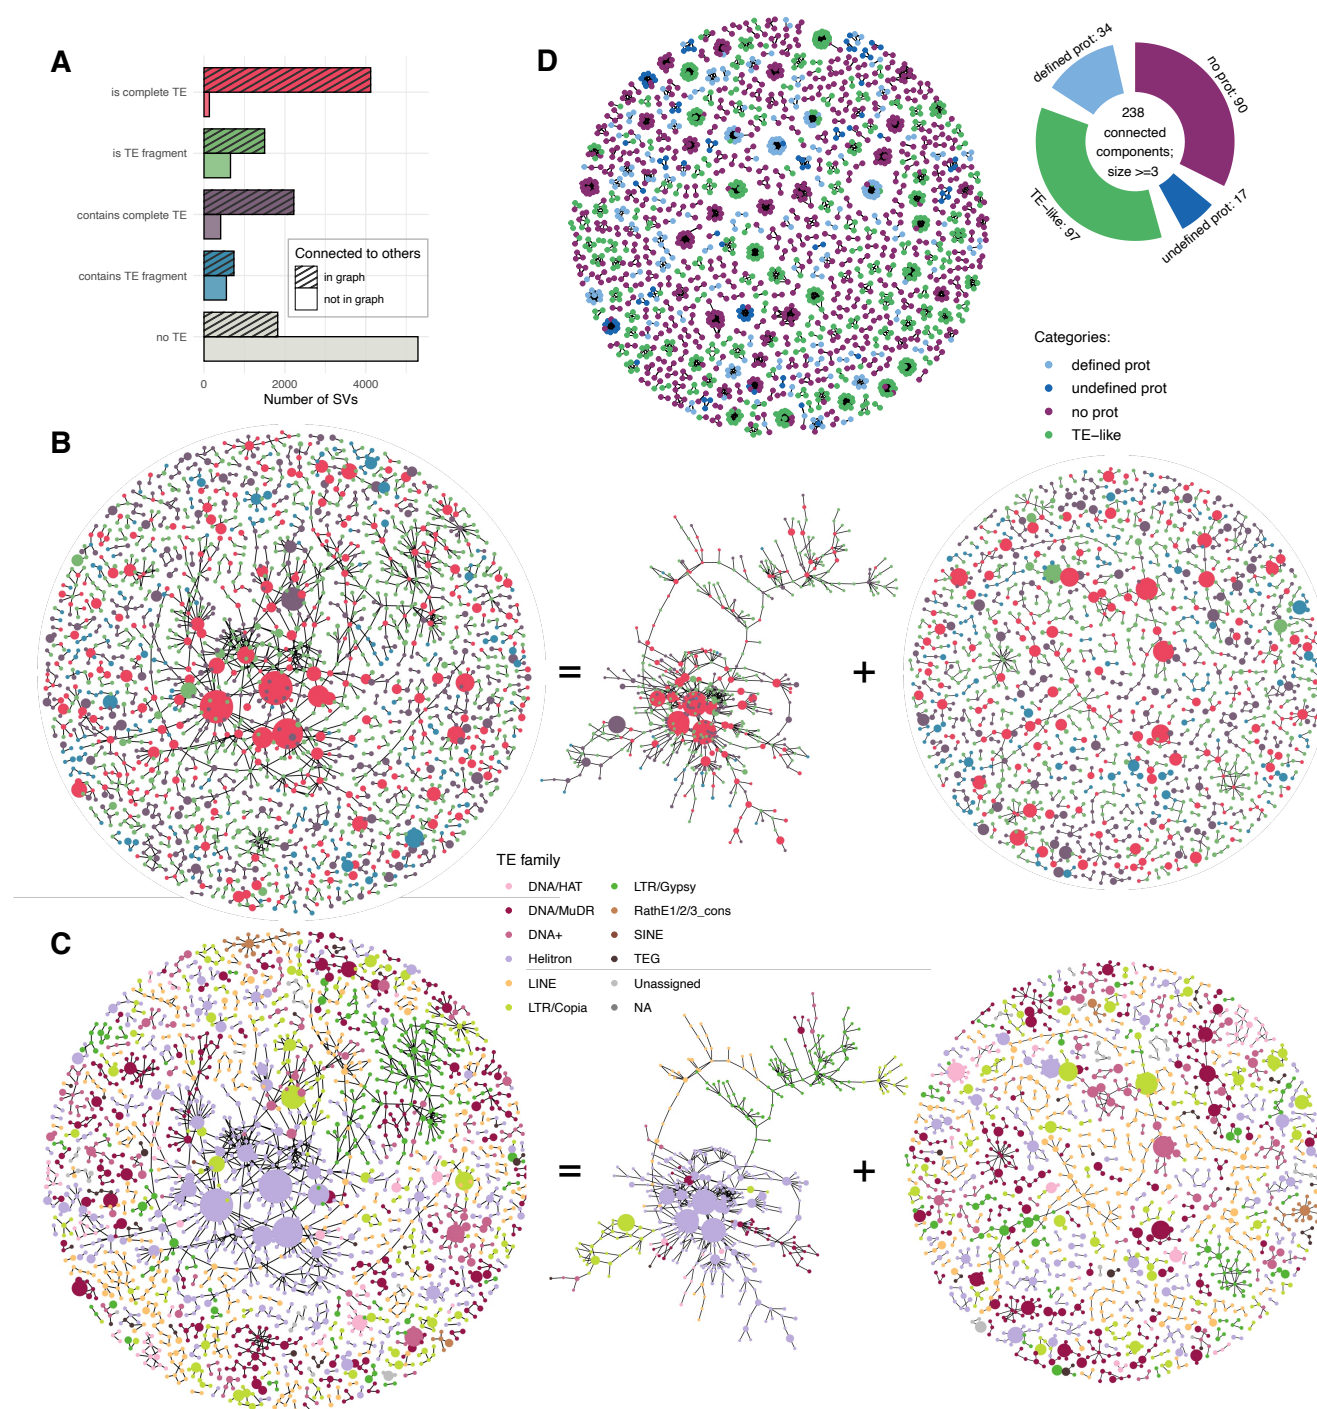 A
is complete TE
is TE fragment
contains complete TE
contains TE fragment
no TE
Connected to others
in graph
not in graph
0
2000
4000
Number of SVs
D
defined prot: 34
no prot: 90
238
connected
components;
size >=3
TE−like: 97
undefined prot: 17
Categories:
defined prot
undefined prot
no prot
TE−like
B
=
+
TE family
DNA/HAT
DNA/MuDR
DNA+
Helitron
LINE
LTR/Copia
LTR/Gypsy
RathE1/2/3_cons
SINE
TEG
Unassigned
NA
C
=
+